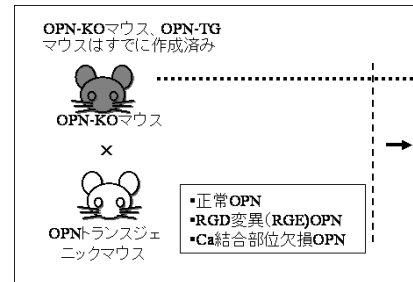 OPN-KOマウス、OPN-TG
マウスはすでに作成済み
OPN-KOマウス
×
OPNトランスジェ
ニックマウス
▪正常OPN
▪RGD変異(RGE)OPN
▪Ca結合部位欠損OPN